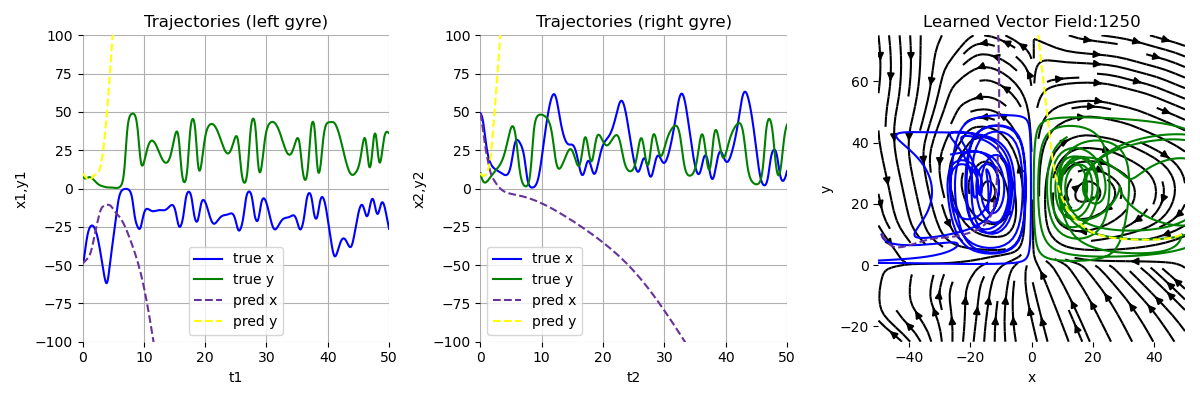 Trajectories (left gyre)
x1,y1
100
75
50
25
0
−25
−50
−75
−100
true x
true y
pred x
pred y
0
10
20
30
40
50
t1
Trajectories (right gyre)
x2,y2
100
75
50
25
0
−25
−50
−75
−100
true x
true y
pred x
pred y
0
10
20
30
40
50
t2
Learned Vector Field:1250
y
60
40
20
0
−20
−40
−20
0
20
40
x